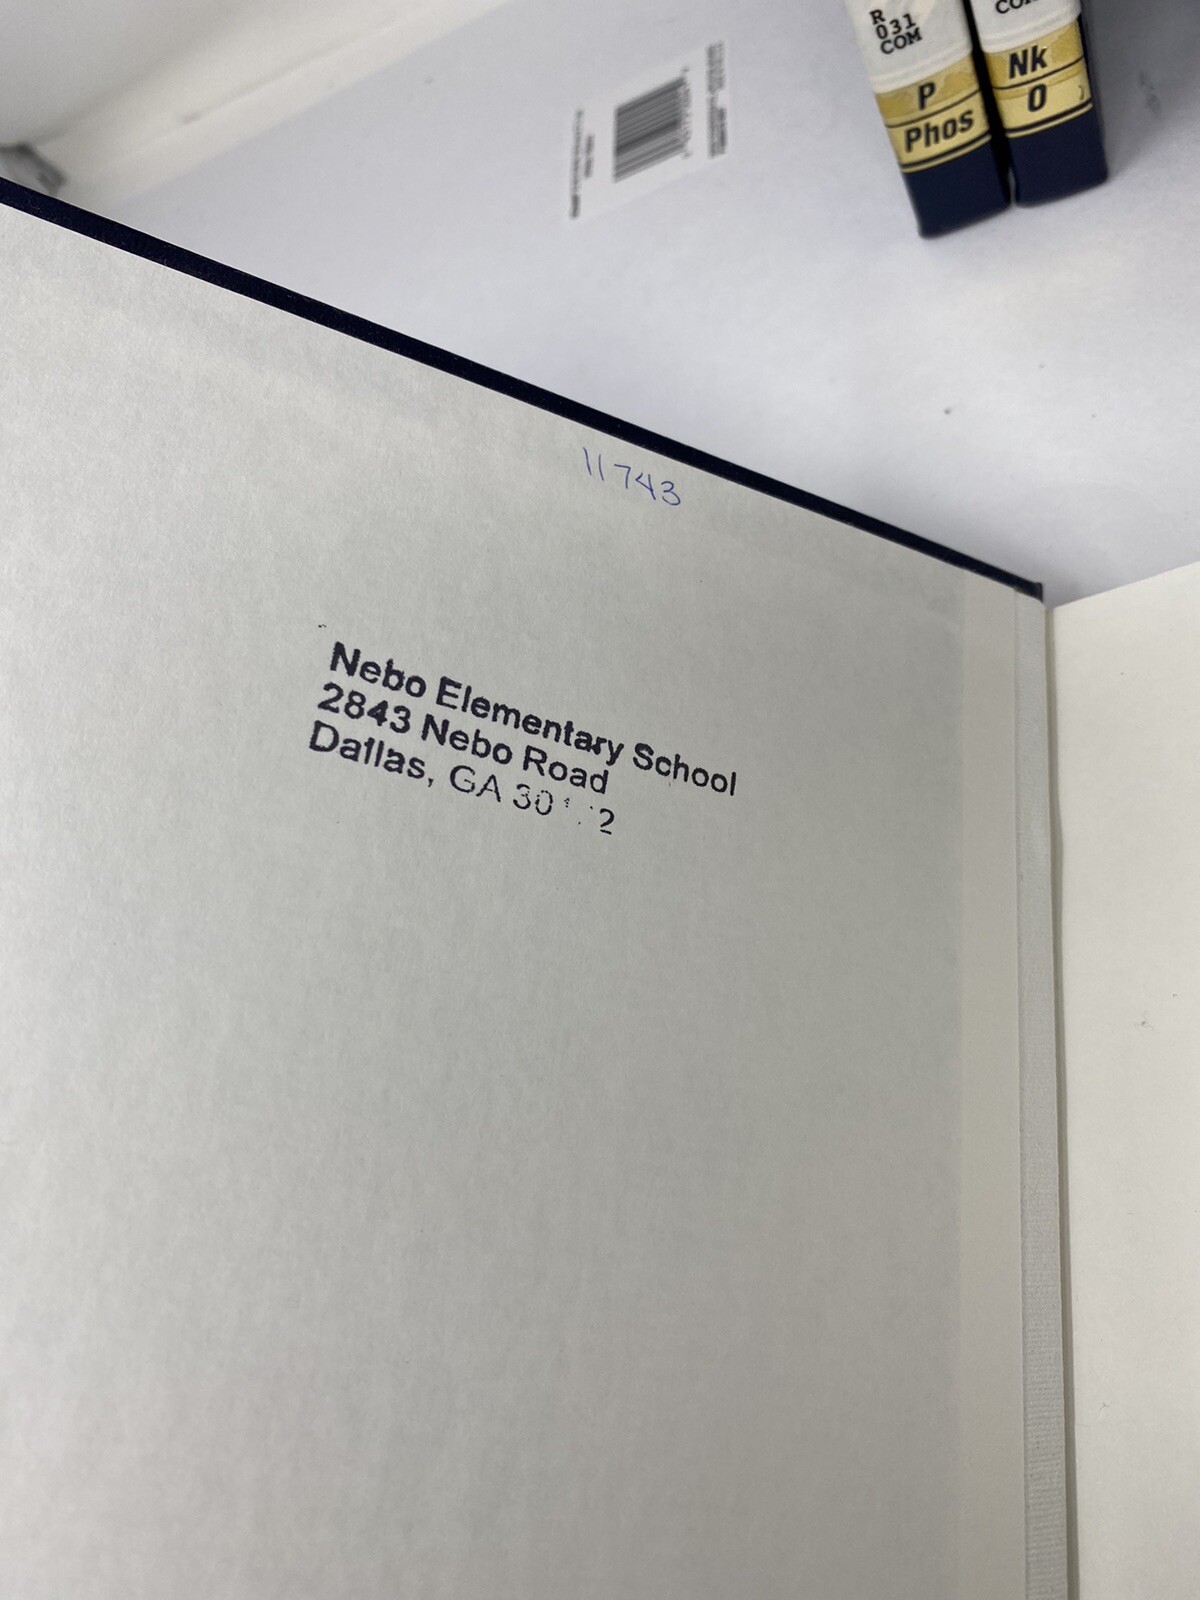 R
031
COM
P
Phos
Nk
O
11743
Nebo Elementary School
2843 Nebo Road
Dallas, GA